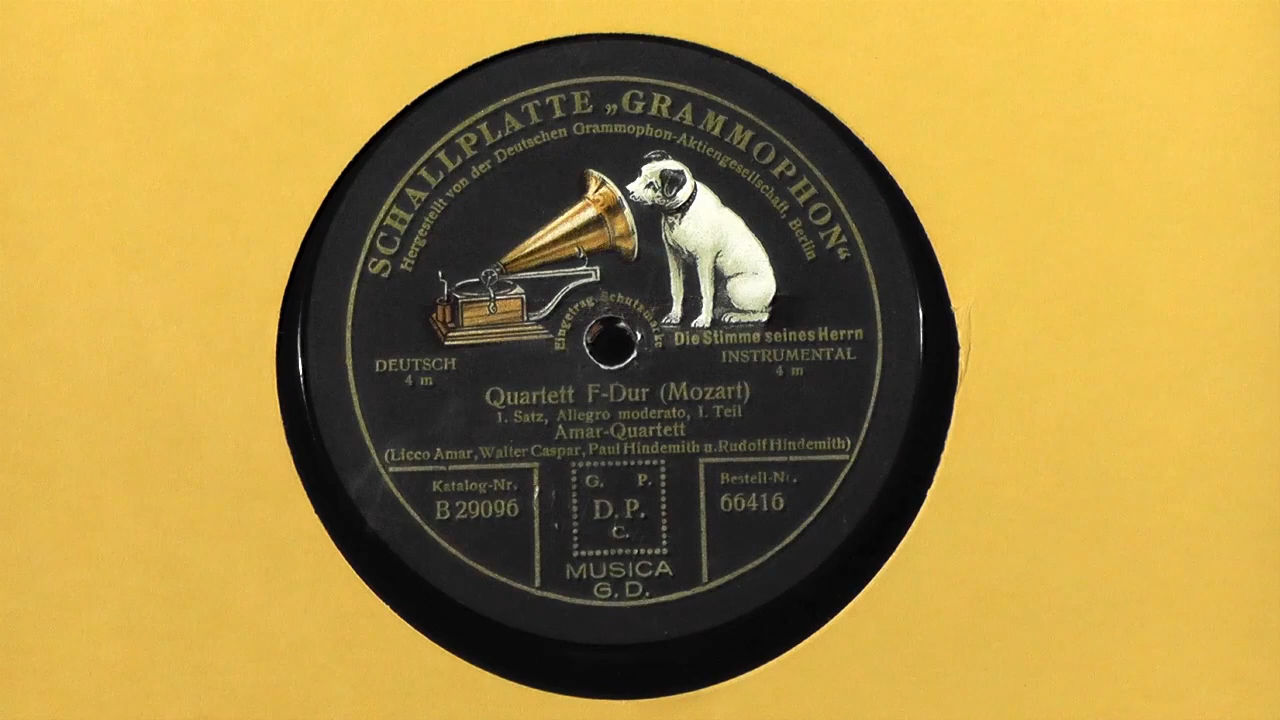 SCHALLPLATTE „GRAMMOPHON“
Hergestellt von der Deutschen Grammophon-Aktiengesellschaft, Berlin
Eingetrag. Schutzmarke
Die Stimme seines Herrn
DEUTSCH
4 m
INSTRUMENTAL
4 m
Quartett F-Dur (Mozart)
1. Satz, Allegro moderato, 1. Teil
Amar-Quartett
(Licco Amar, Walter Caspar, Paul Hindemith u. Rudolf Hindemith)
Katalog-Nr.
B 29096
G. P.
D. P.
C.
Bestell-Nr.
66416
MUSICA
G. D.